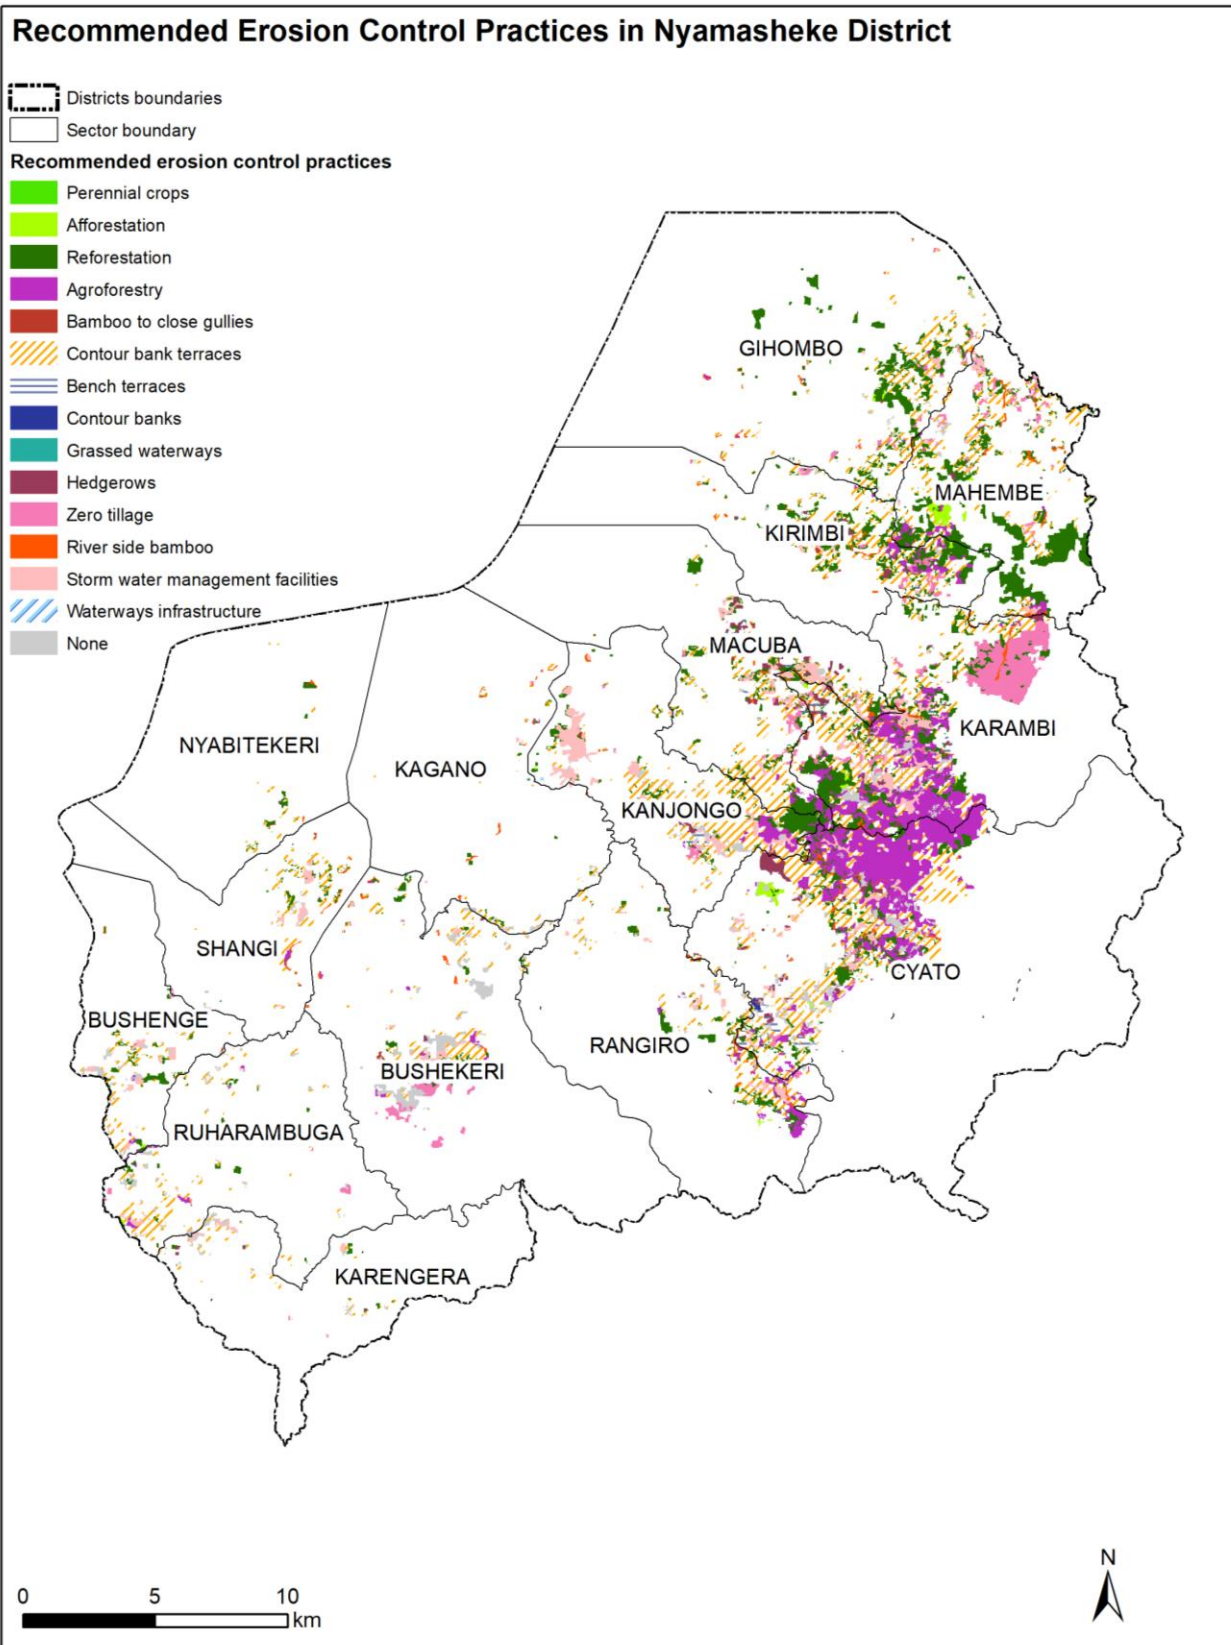 Recommended Erosion Control Practices in Nyamasheke District
Districts boundaries
Sector boundary
Recommended erosion control practices
Perennial crops
Afforestation
Reforestation
Agroforestry
Bamboo to close gullies
Contour bank terraces
Bench terraces
Contour banks
Grassed waterways
Hedgerows
Zero tillage
River side bamboo
Storm water management facilities
Waterways infrastructure
None
GIHOMBO
MAHEMBE
KIRIMBI
MACUBA
KARAMBI
NYABITEKERI
KAGANO
KANJONGO
SHANGI
CYATO
BUSHENGE
RANGIRO
BUSHEKERI
RUHARAMBUGA
KARENGERA
N
0 5 10
km